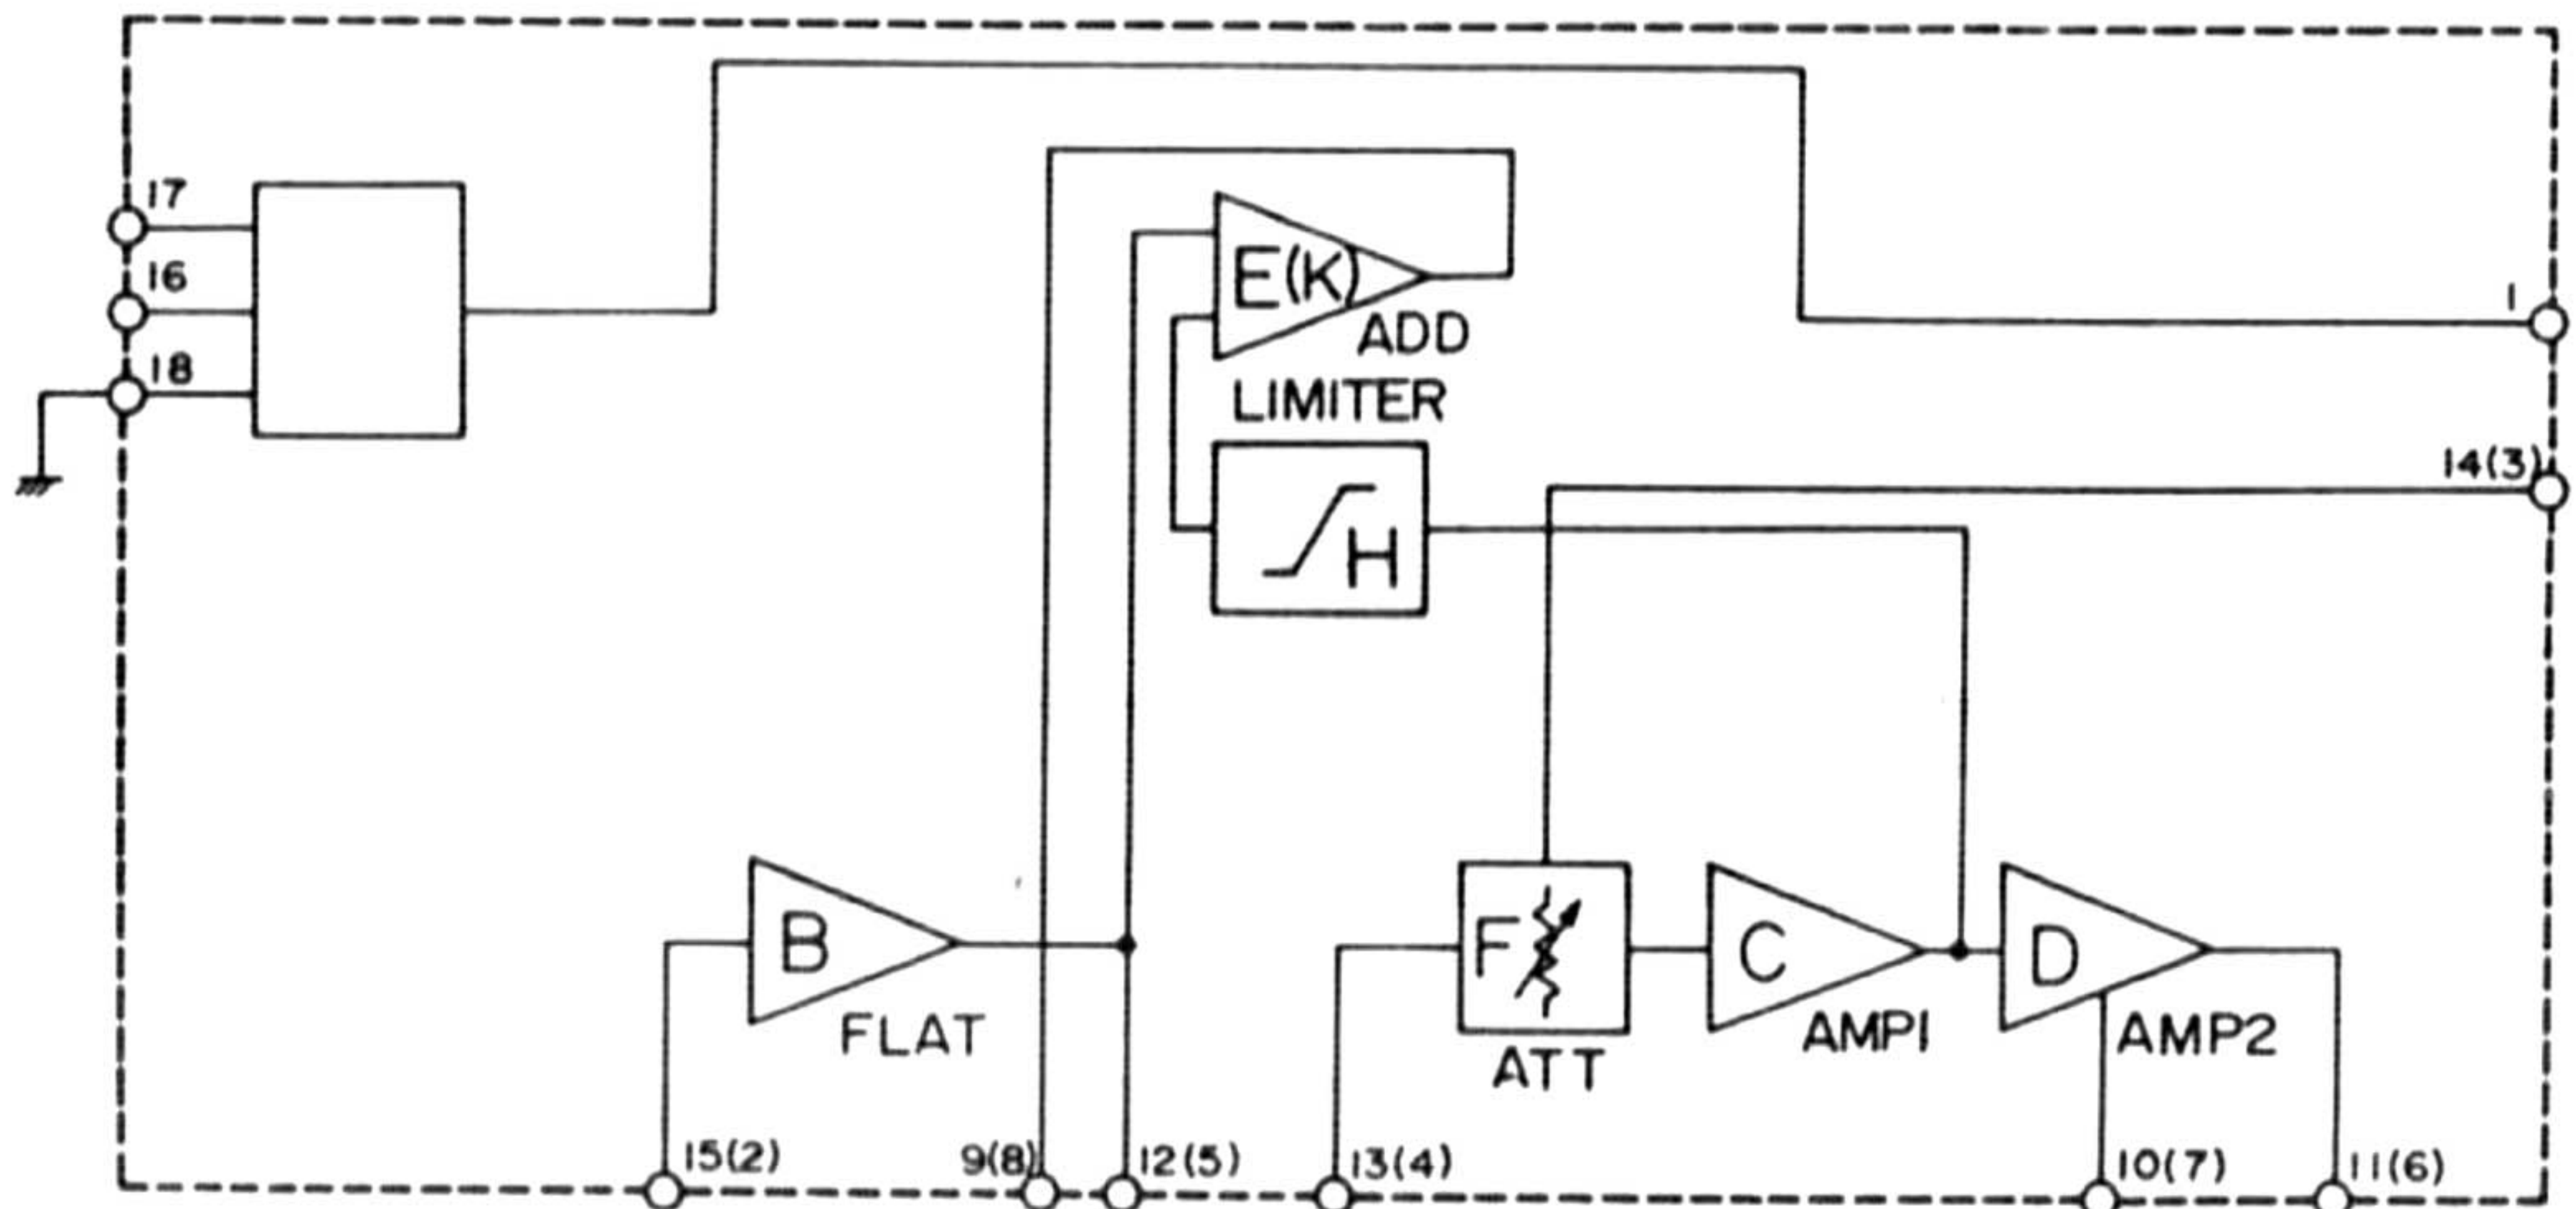 17
16
18
E(K)
ADD
1
LIMITER
14(3)
H
B
FLAT
F
ATT
C
AMP1
D
AMP2
15(2)
9(8)
12(5)
13(4)
10(7)
11(6)